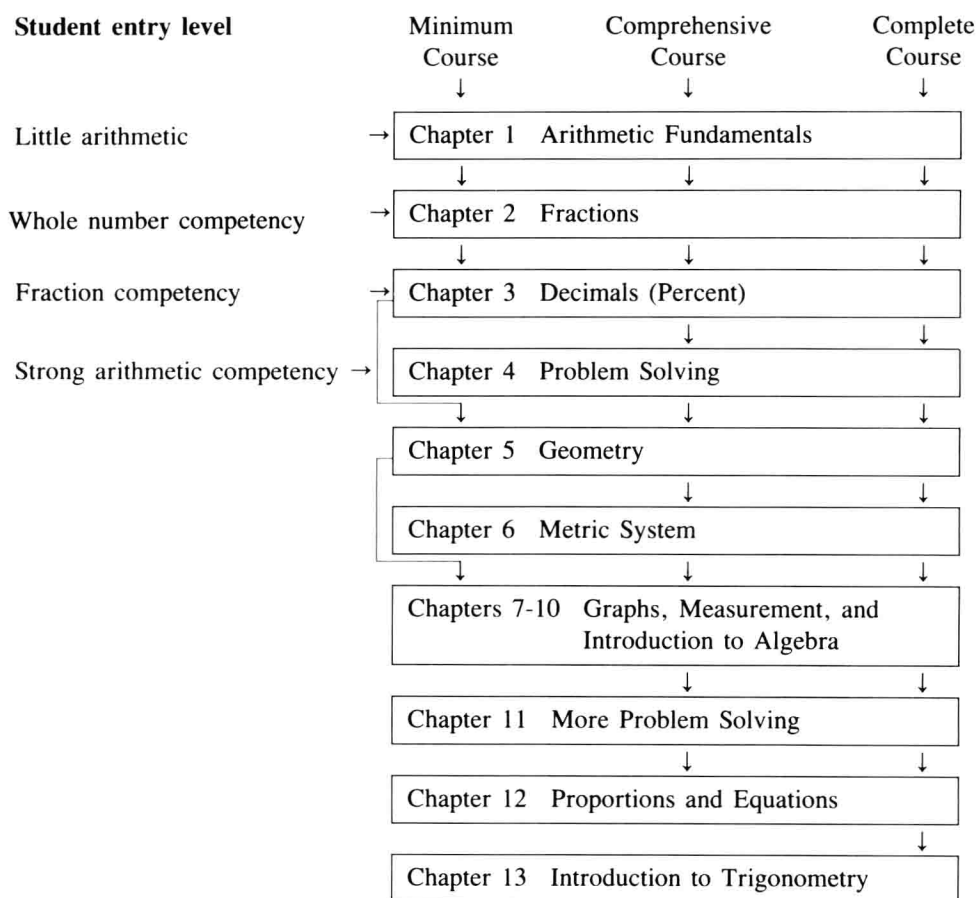 Student entry level
Minimum Course
Comprehensive Course
Complete Course
↓ ↓ ↓
Little arithmetic → Chapter 1 Arithmetic Fundamentals
↓ ↓ ↓
Whole number competency → Chapter 2 Fractions
↓ ↓ ↓
Fraction competency → Chapter 3 Decimals (Percent)
↓ ↓
Strong arithmetic competency → Chapter 4 Problem Solving
↓ ↓ ↓
Chapter 5 Geometry
↓ ↓
Chapter 6 Metric System
↓ ↓ ↓
Chapters 7-10 Graphs, Measurement, and
Introduction to Algebra
↓ ↓
Chapter 11 More Problem Solving
↓ ↓
Chapter 12 Proportions and Equations
↓
Chapter 13 Introduction to Trigonometry